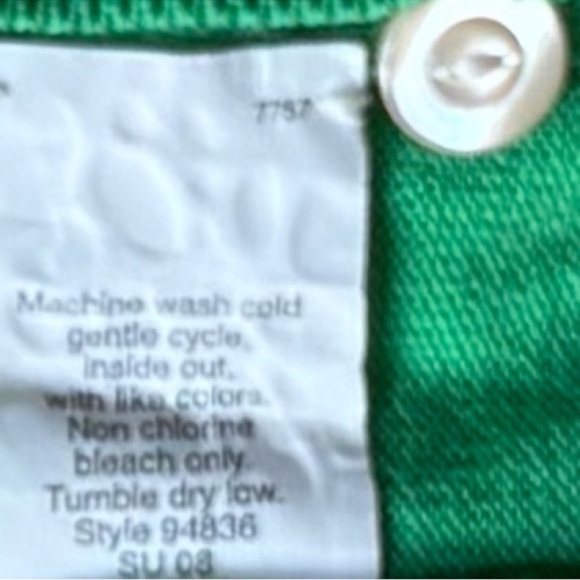 7757
Machine wash cold
gentle cycle,
inside out,
with like colors.
Non chlorine
bleach only.
Tumble dry low.
Style 94836
SU 08